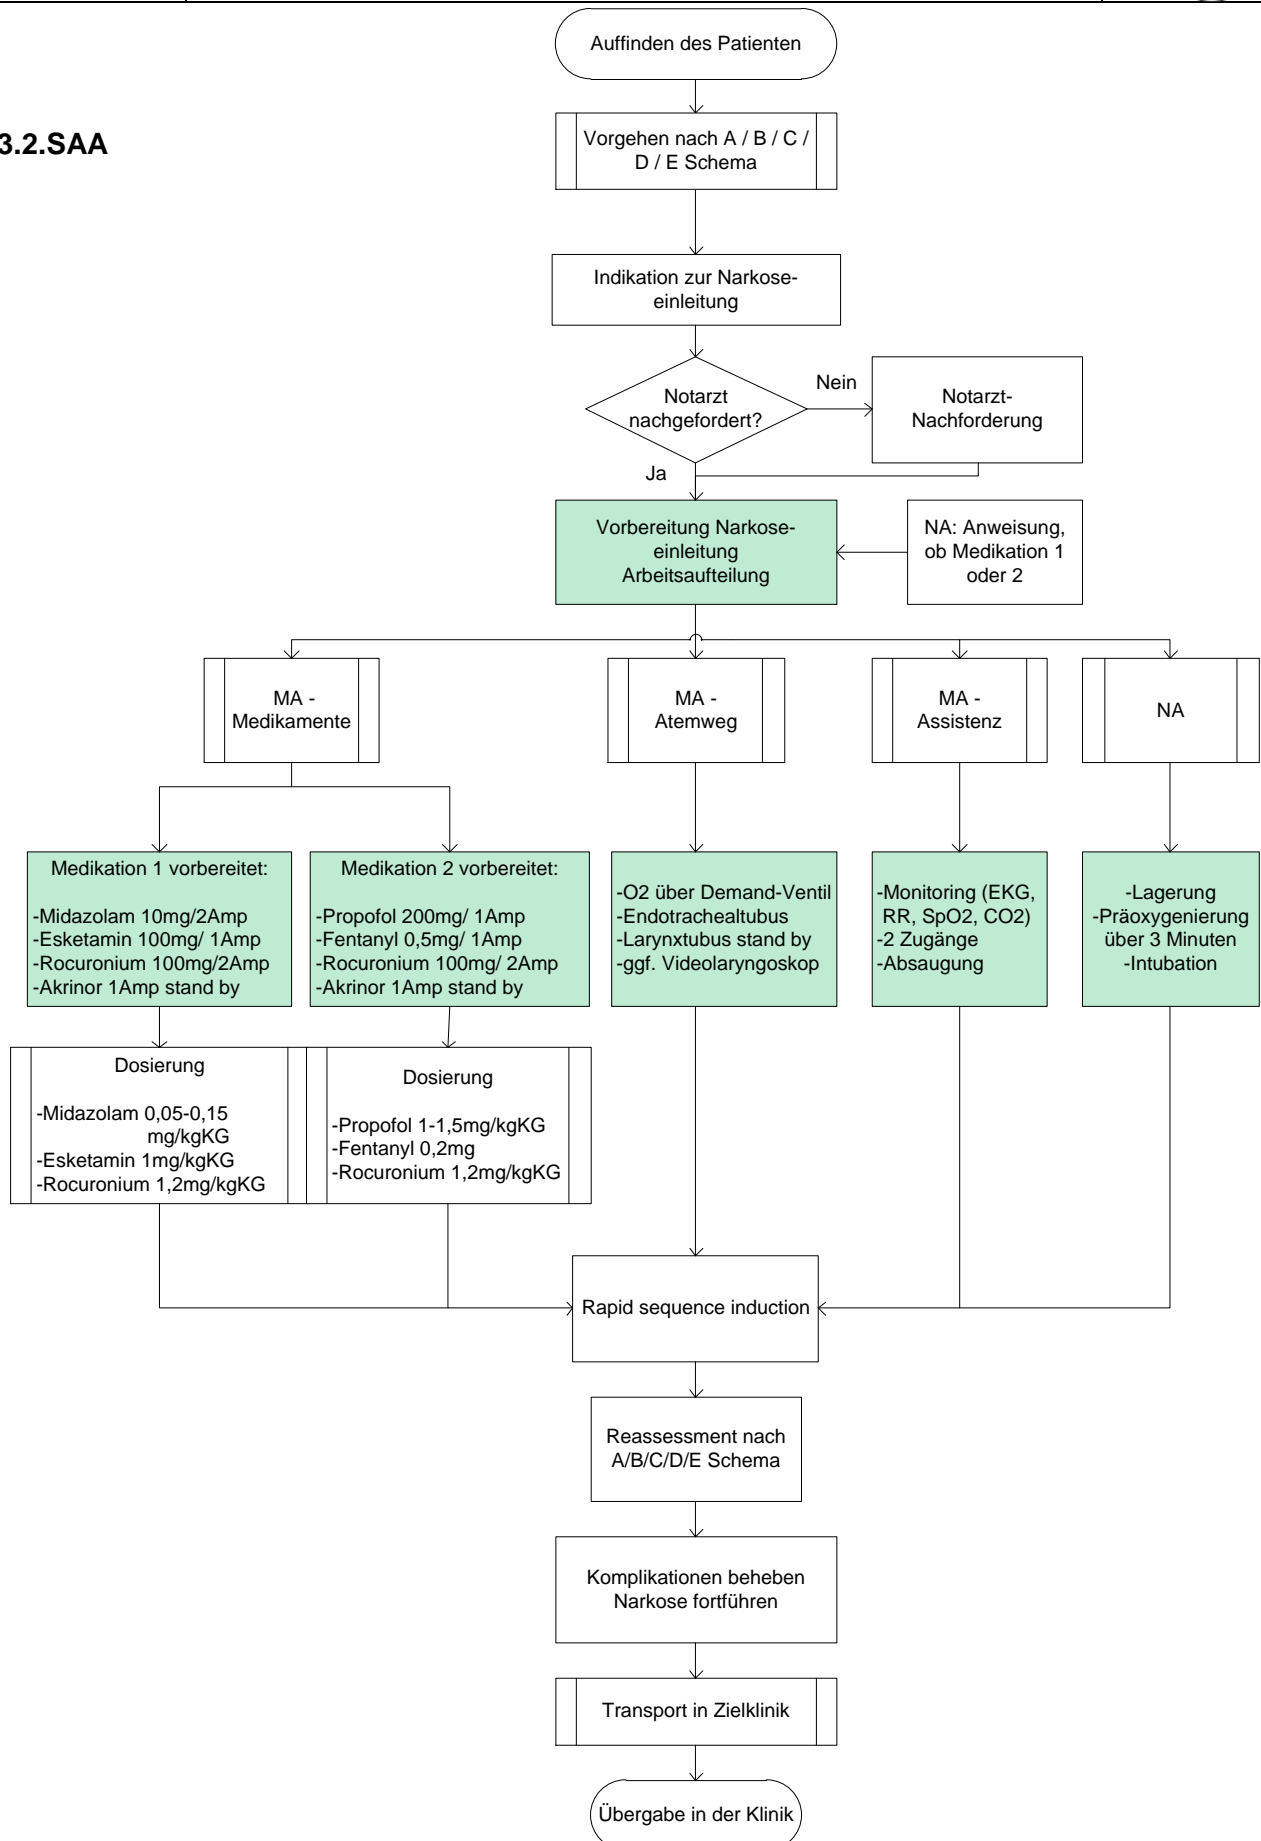 Auffinden des Patienten
3.2.SAA
Vorgehen nach A / B / C /
D / E Schema
Indikation zur Narkose-
einleitung
Notarzt
nachgefordert?
Nein
Notarzt-
Nachforderung
Ja
Vorbereitung Narkose-
einleitung
Arbeitsaufteilung
NA: Anweisung,
ob Medikation 1
oder 2
MA -
Medikamente
MA -
Atemweg
MA -
Assistenz
NA
Medikation 1 vorbereitet:
-Midazolam 10mg/2Amp
-Esketamin 100mg/ 1Amp
-Rocuronium 100mg/2Amp
-Akrinor 1Amp stand by
Medikation 2 vorbereitet:
-Propofol 200mg/ 1Amp
-Fentanyl 0,5mg/ 1Amp
-Rocuronium 100mg/ 2Amp
-Akrinor 1Amp stand by
-O2 über Demand-Ventil
-Endotrachealtubus
-Larynxtubus stand by
-ggf. Videolaryngoskop
-Monitoring (EKG,
RR, SpO2, CO2)
-2 Zugänge
-Absaugung
-Lagerung
-Präoxygenierung
über 3 Minuten
-Intubation
Dosierung
-Midazolam 0,05-0,15
mg/kgKG
-Esketamin 1mg/kgKG
-Rocuronium 1,2mg/kgKG
Dosierung
-Propofol 1-1,5mg/kgKG
-Fentanyl 0,2mg
-Rocuronium 1,2mg/kgKG
Rapid sequence induction
Reassessment nach
A/B/C/D/E Schema
Komplikationen beheben
Narkose fortführen
Transport in Zielklinik
Übergabe in der Klinik